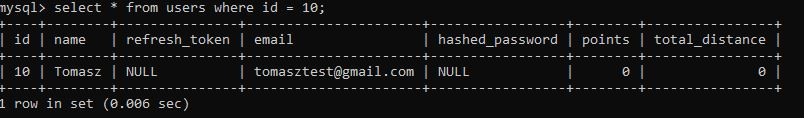 mysql> select * from users where id = 10;
+----+--------+---------------+----------------------+-----------------+--------+----------------+
| id | name   | refresh_token | email                | hashed_password | points | total_distance |
+----+--------+---------------+----------------------+-----------------+--------+----------------+
| 10 | Tomasz | NULL          | tomasztest@gmail.com | NULL            |      0 |              0 |
+----+--------+---------------+----------------------+-----------------+--------+----------------+
1 row in set (0.006 sec)